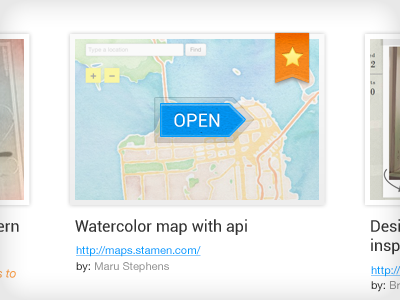 Type a location
Find
+
−
OPEN
Watercolor map with api
http://maps.stamen.com/
by: Maru Stephens
ern
s to
2
Desi
insp
http://
by: Br